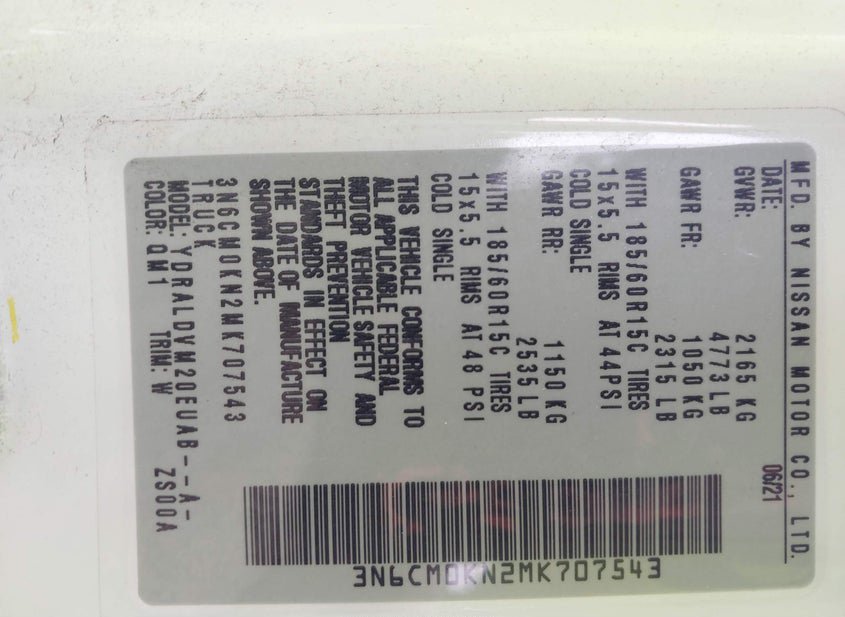 MFD. BY NISSAN MOTOR CO., LTD.
DATE: 06/21
GVWR: 2165 KG
4773 LB
GAWR FR: 1050 KG
2315 LB
WITH 185/60R15C TIRES
15x5.5 RIMS AT 44PSI
COLD SINGLE
GAWR RR: 1150 KG
2535 LB
WITH 185/60R15C TIRES
15x5.5 RIMS AT 48 PSI
COLD SINGLE
THIS VEHICLE CONFORMS TO
ALL APPLICABLE FEDERAL
MOTOR VEHICLE SAFETY AND
THEFT PREVENTION
STANDARDS IN EFFECT ON
THE DATE OF MANUFACTURE
SHOWN ABOVE.
3N6CM0KN2MK707543
TRUCK
MODEL: YDRALDVM20EUAB--A-
COLOR: QM1 TRIM: W ZS00A
3N6CM0KN2MK707543